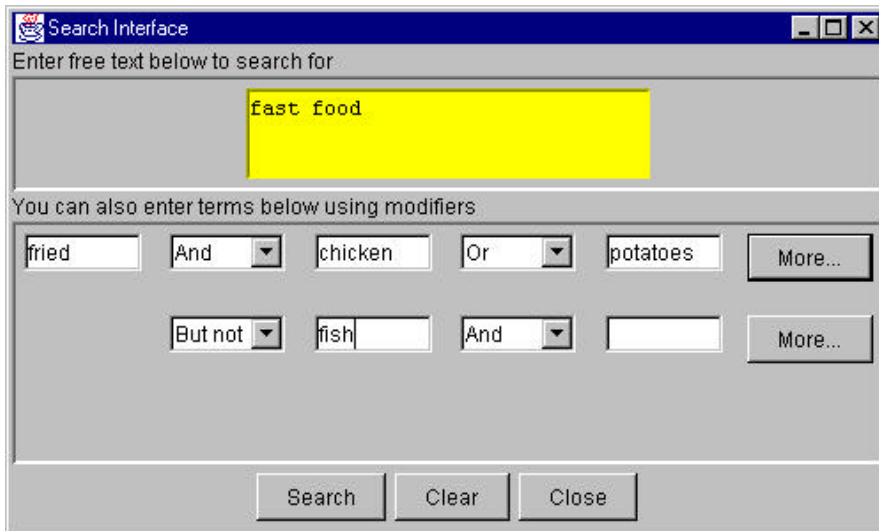 Search Interface
Enter free text below to search for
fast food
You can also enter terms below using modifiers
fried And chicken Or potatoes More...
But not fish And More...
Search Clear Close